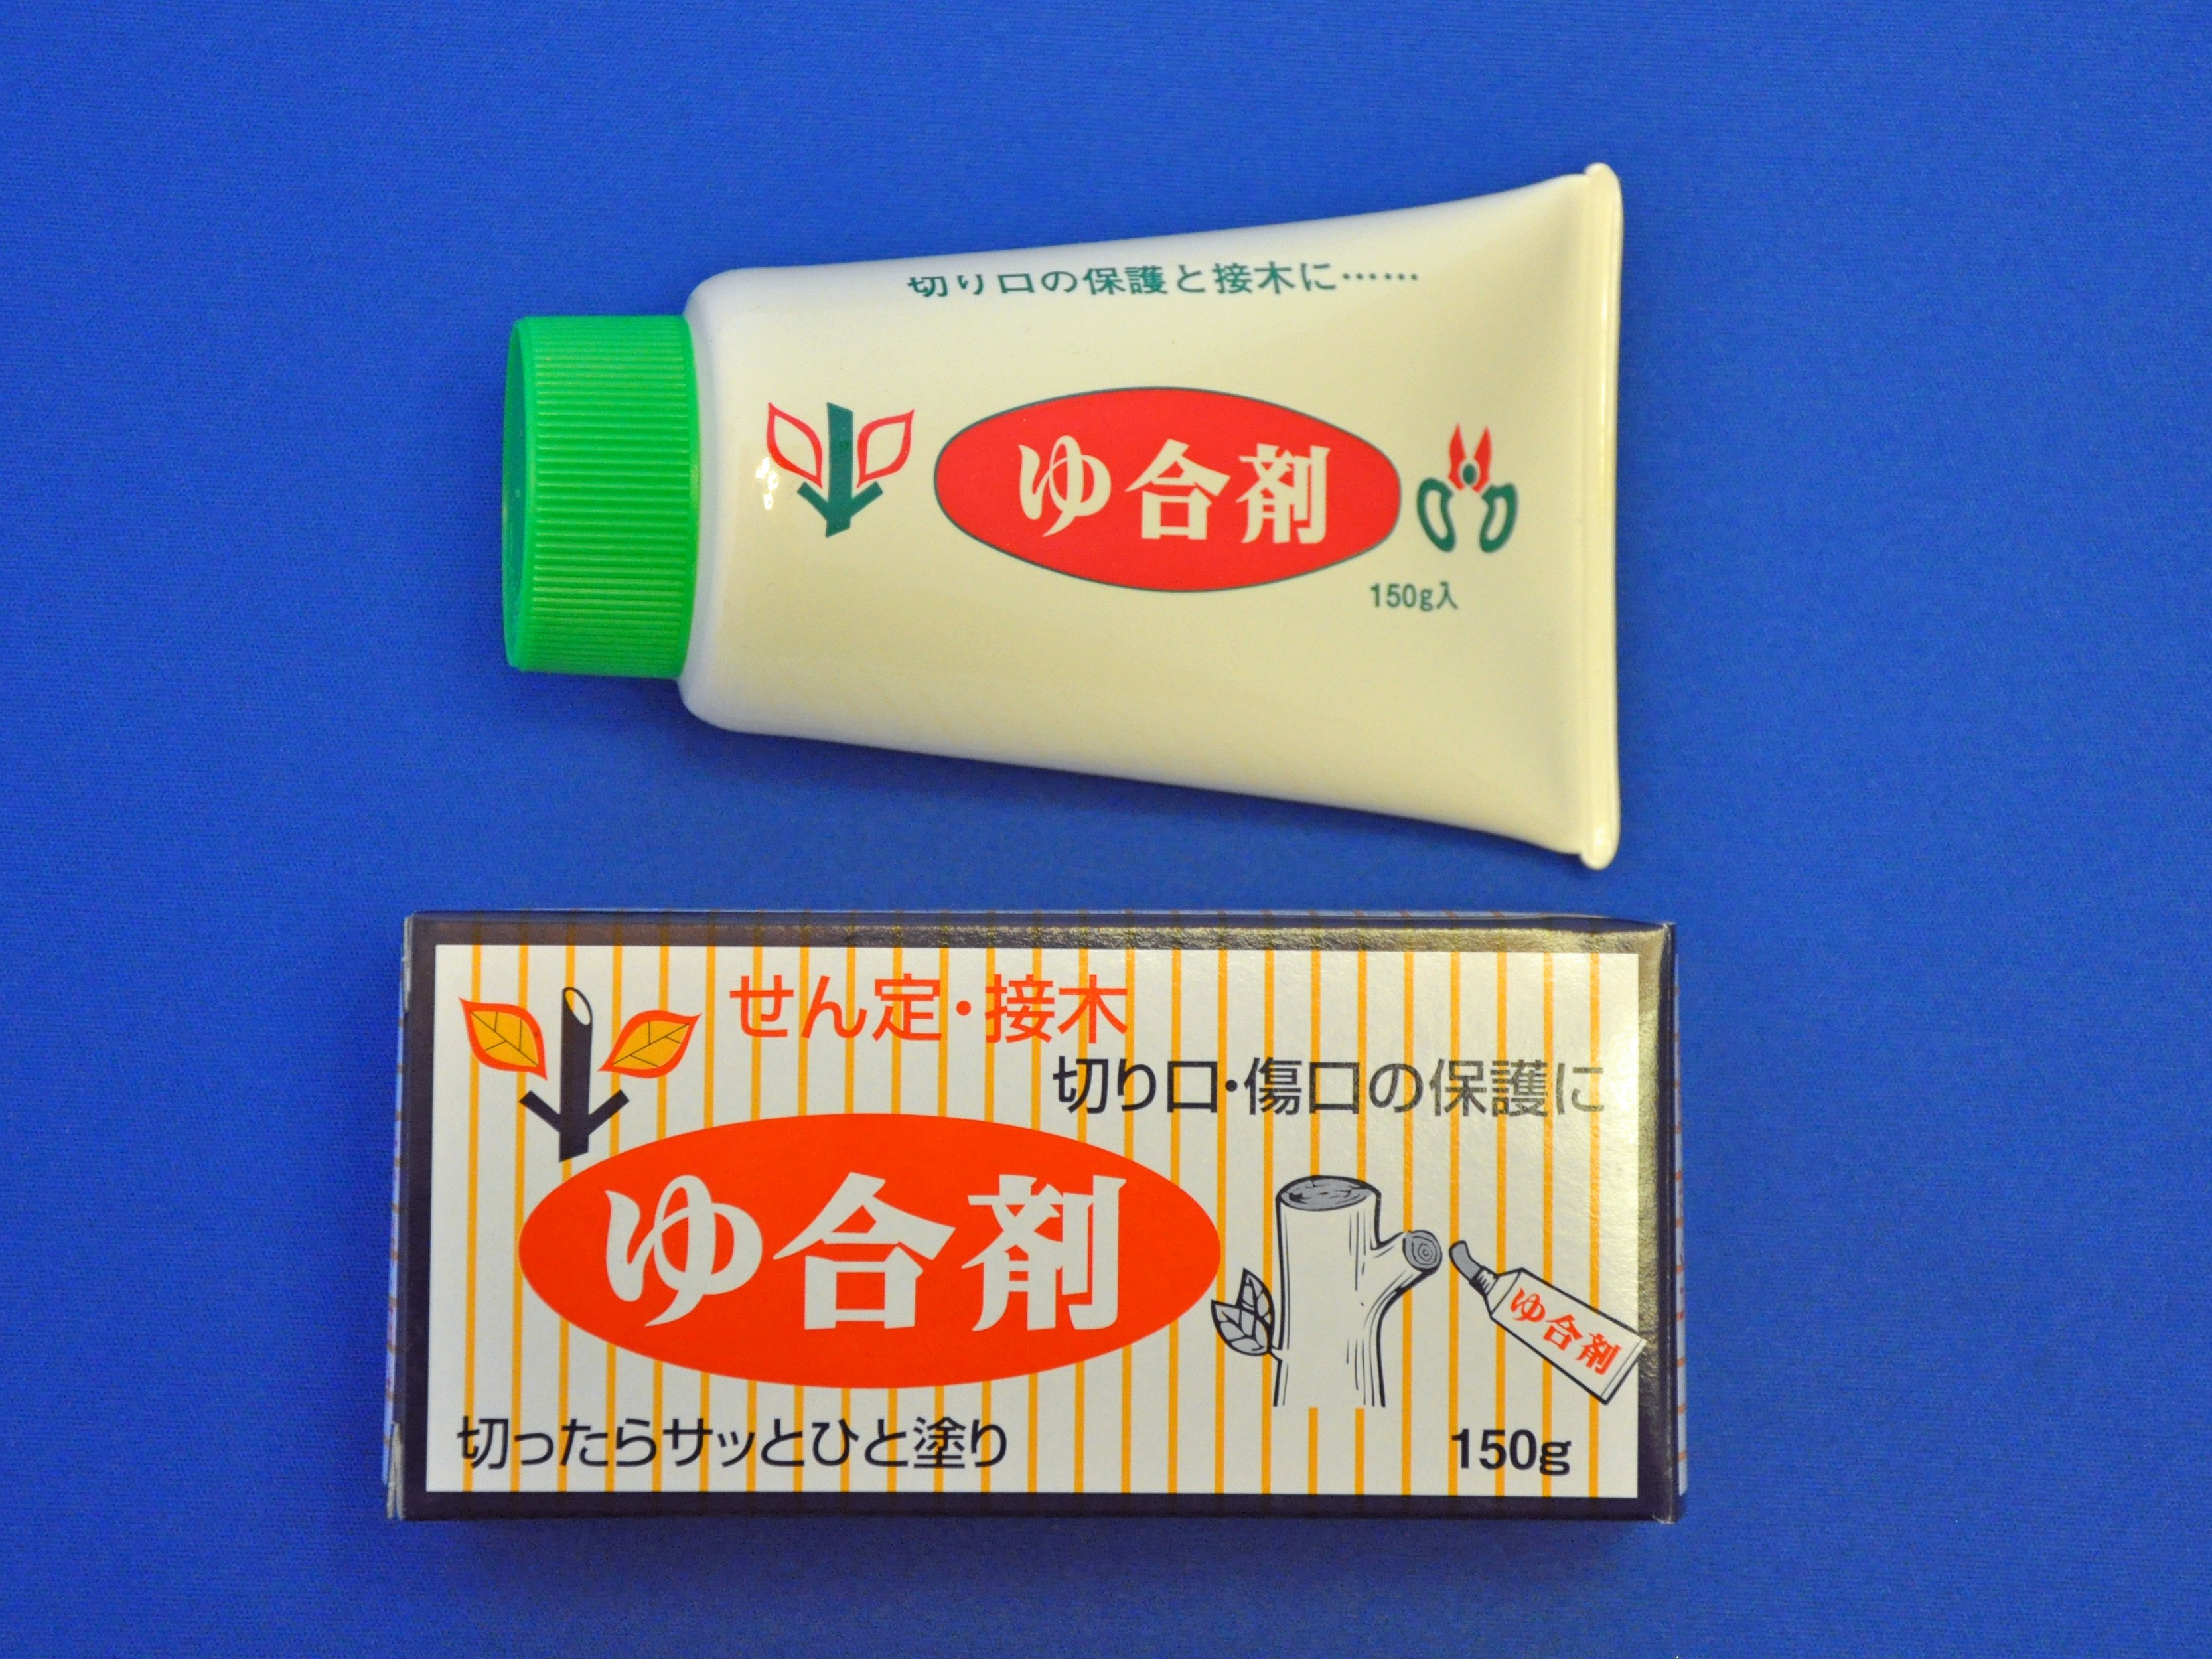 切り口の保護と接木に……
ゆ合剤
150g入
せん定・接木
切り口・傷口の保護に
ゆ合剤
ゆ合剤
切ったらサッとひと塗り
150g